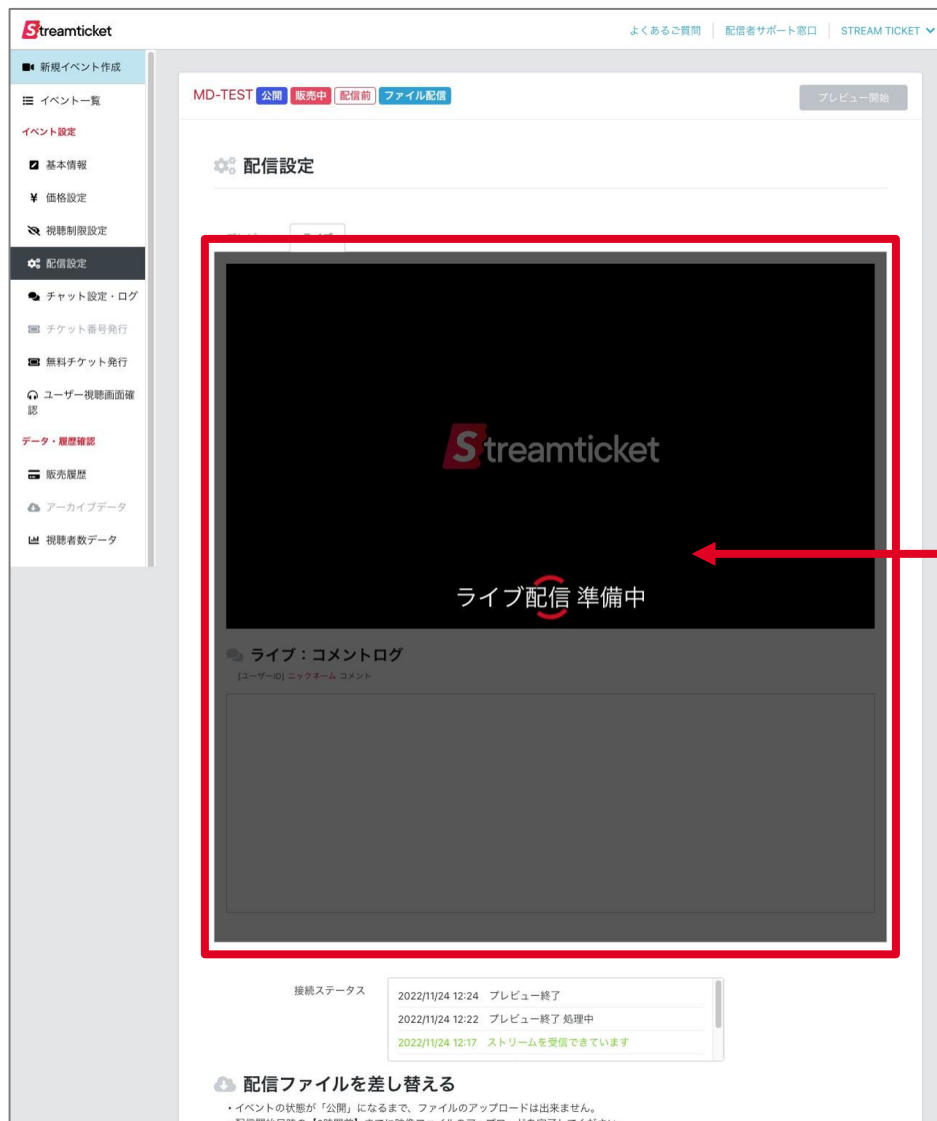 Streamticket
よくあるご質問 配信者サポート窓口 STREAM TICKET
新規イベント作成
イベント一覧
イベント設定
基本情報
価格設定
視聴制限設定
配信設定
チャット設定・ログ
チケット番号発行
無料チケット発行
ユーザー視聴画面確
認
データ・履歴確認
販売履歴
アーカイブデータ
視聴者数データ
MD-TEST 公開 販売中 配信前 ファイル配信
プレビュー開始
配信設定
Streamticket
ライブ配信 準備中
ライブ：コメントログ
[ユーザーID] ニックネーム コメント
接続ステータス
2022/11/24 12:24 プレビュー終了
2022/11/24 12:22 プレビュー終了 処理中
2022/11/24 12:17 ストリームを受信できています
配信ファイルを差し替える
・イベントの状態が「公開」になるまで、ファイルのアップロードは出来ません。